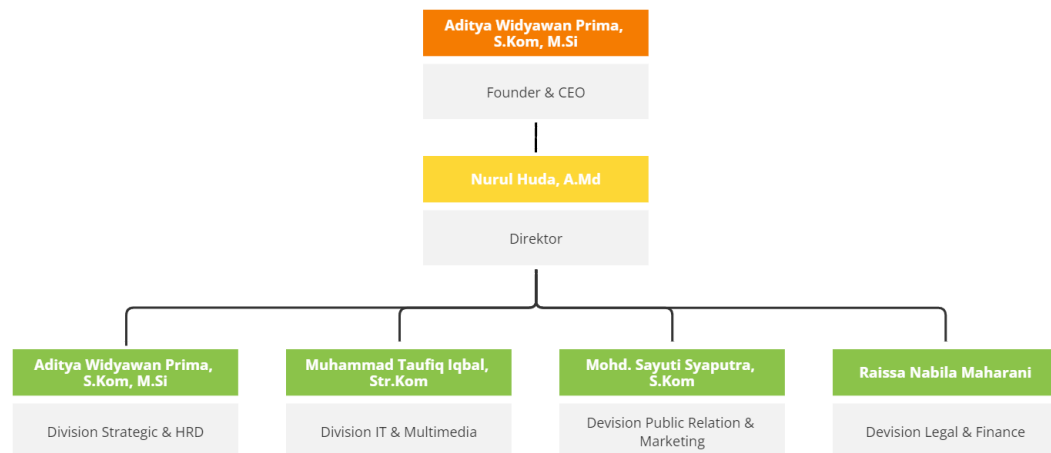 Aditya Widyawan Prima,
S.Kom, M.Si
Founder & CEO
Nurul Huda, A.Md
Direktor
Aditya Widyawan Prima,
S.Kom, M.Si
Division Strategic & HRD
Muhammad Taufiq Iqbal,
Str.Kom
Division IT & Multimedia
Mohd. Sayuti Syaputra,
S.Kom
Devision Public Relation &
Marketing
Raissa Nabila Maharani
Devision Legal & Finance